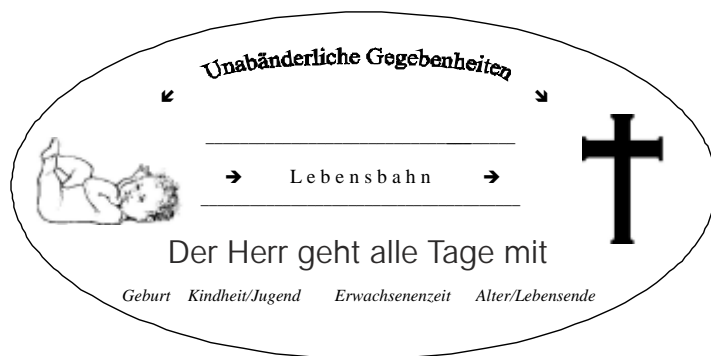 Unabänderliche Gegebenheiten
Lebensbahn
Der Herr geht alle Tage mit
Geburt Kindheit/Jugend Erwachsenenzeit Alter/Lebensende